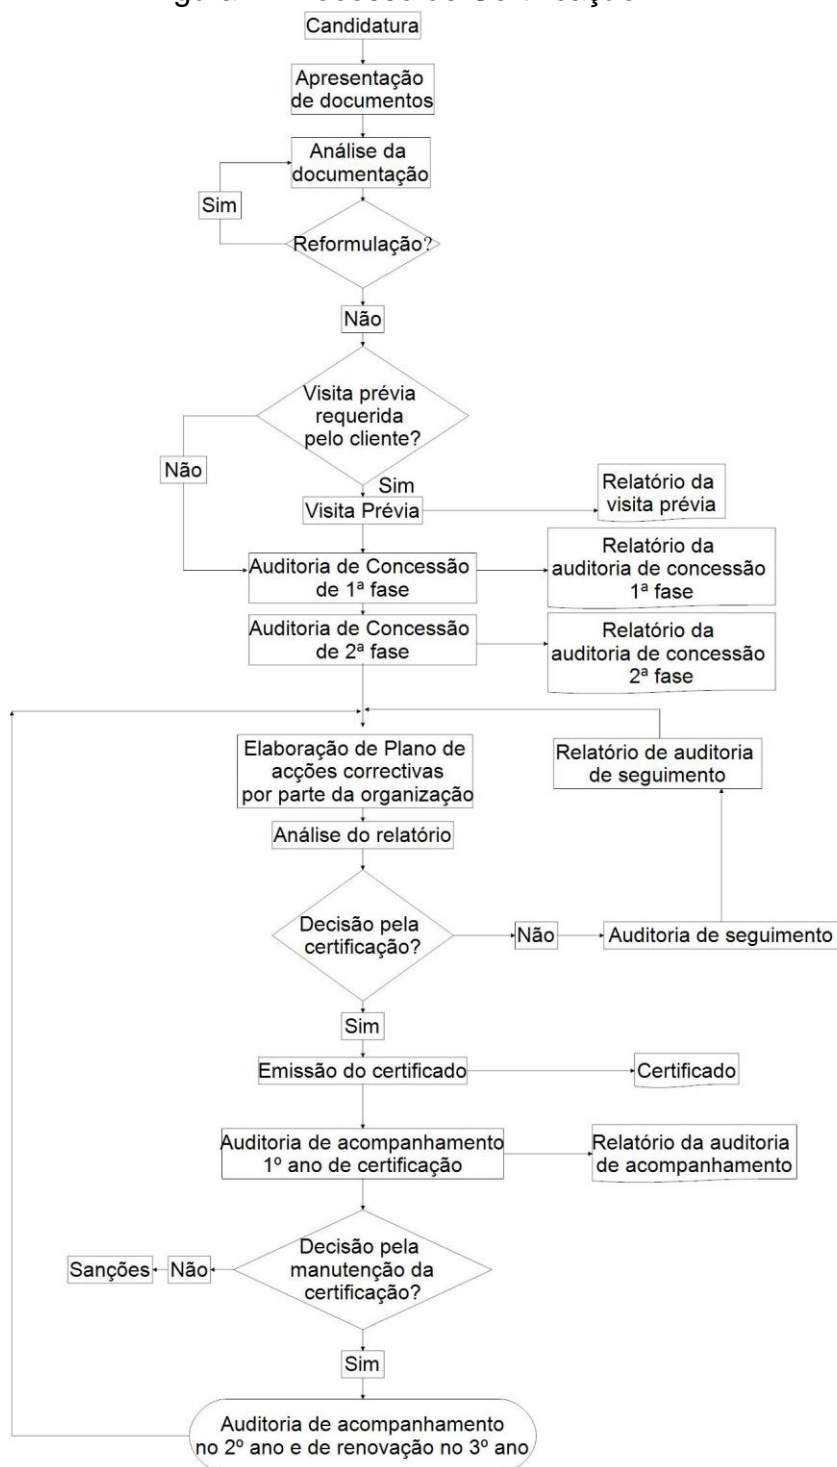 Candidatura
Apresentação
de documentos
Análise da
documentação
Sim
Reformulação?
Não
Visita prévia
requerida
pelo cliente?
Não
Sim
Visita Prévia
Relatório da
visita prévia
Auditoria de Concessão
de 1ª fase
Relatório da
auditoria de concessão
1ª fase
Auditoria de Concessão
de 2ª fase
Relatório da
auditoria de concessão
2ª fase
Elaboração de Plano de
acções correctivas
por parte da organização
Relatório de auditoria
de seguimento
Análise do relatório
Decisão pela
certificação?
Não
Auditoria de seguimento
Sim
Emissão do certificado
Certificado
Auditoria de acompanhamento
1º ano de certificação
Relatório da auditoria
de acompanhamento
Decisão pela
manutenção da
certificação?
Não
Sanções
Sim
Auditoria de acompanhamento
no 2º ano e de renovação no 3º ano